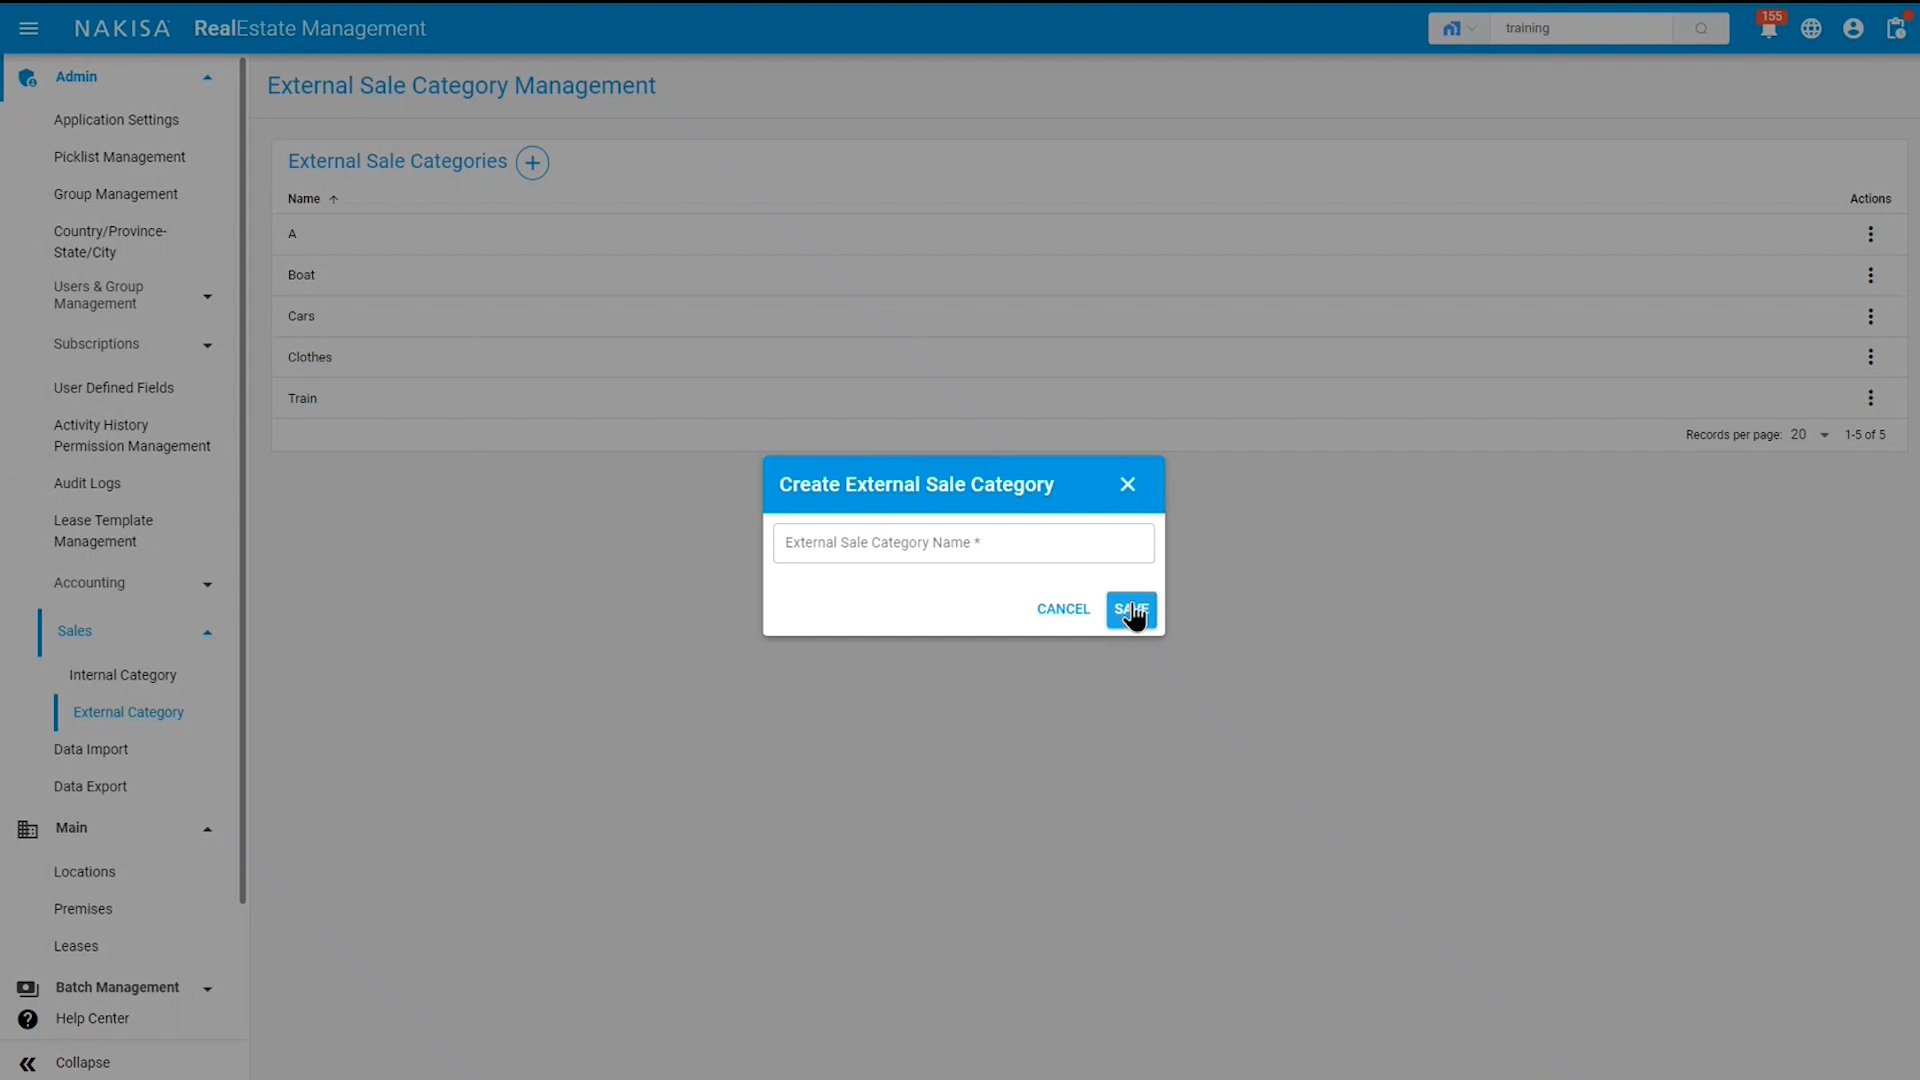 NAKISA RealEstate Management
training
155
Admin
Application Settings
Picklist Management
Group Management
Country/Province-
State/City
Users & Group
Management
Subscriptions
User Defined Fields
Activity History
Permission Management
Audit Logs
Lease Template
Management
Accounting
Sales
Internal Category
External Category
Data Import
Data Export
Main
Locations
Premises
Leases
Batch Management
Help Center
Collapse
External Sale Category Management
External Sale Categories
Name Actions
A
Boat
Cars
Clothes
Train
Records per page: 20 1-5 of 5
Create External Sale Category
External Sale Category Name *
CANCEL SAVE